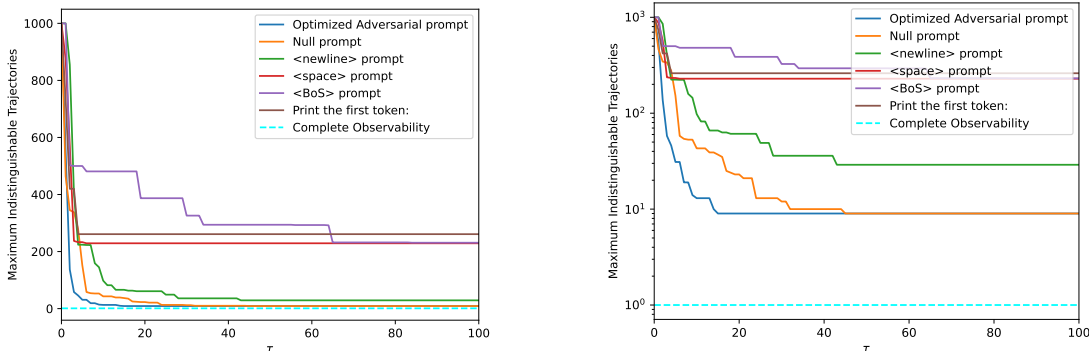 Maximum Indistinguishable Trajectories
1000
800
600
400
200
0
0 20 40 60 80 100
τ
Optimized Adversarial prompt
Null prompt
<newline> prompt
<space> prompt
<BoS> prompt
Print the first token:
Complete Observability
Maximum Indistinguishable Trajectories
10³
10²
10¹
10⁰
0 20 40 60 80 100
τ
Optimized Adversarial prompt
Null prompt
<newline> prompt
<space> prompt
<BoS> prompt
Print the first token:
Complete Observability